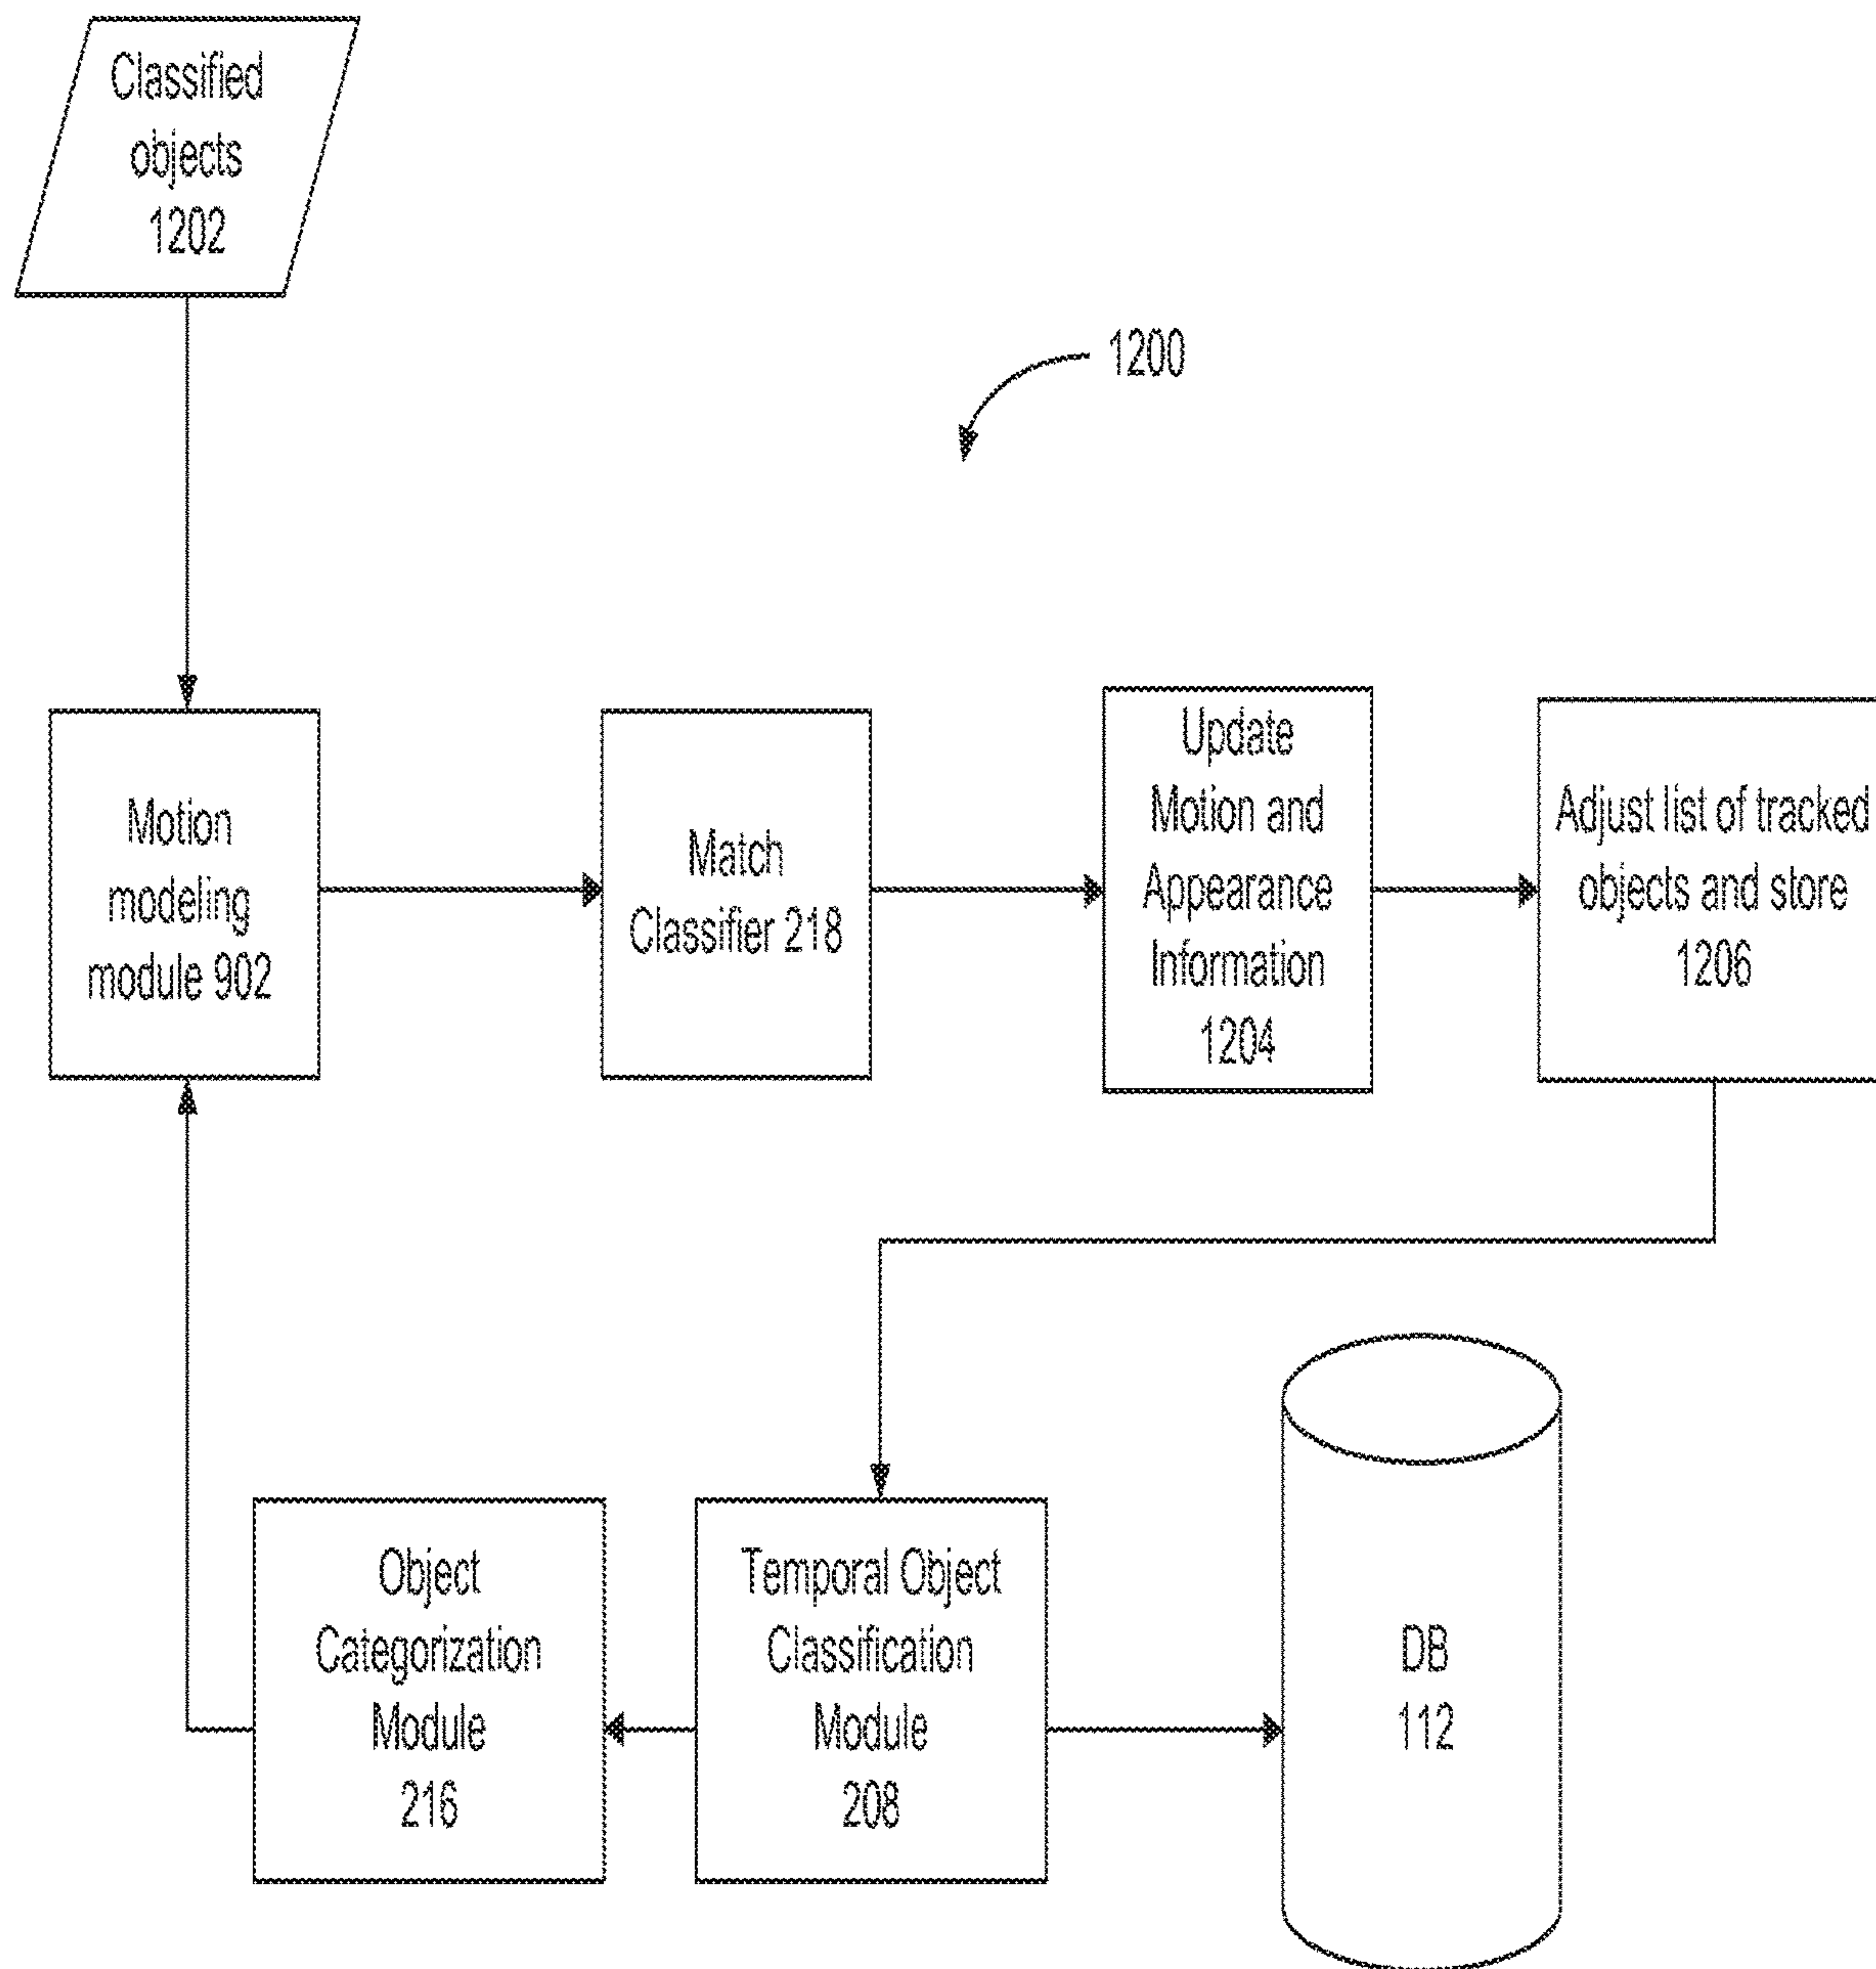 Classified
objects
1202
1200
Motion
modeling
module 902
Match
Classifier 218
Update
Motion and
Appearance
Information
1204
Adjust list of tracked
objects and store
1206
Object
Categorization
Module
216
Temporal Object
Classification
Module
208
DB
112